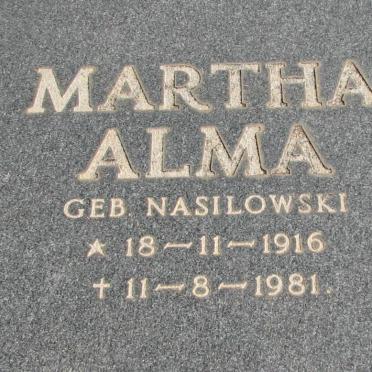 MARTHA
ALMA
GEB. NASILOWSKI
★ 18-11-1916
† 11-8-1981.